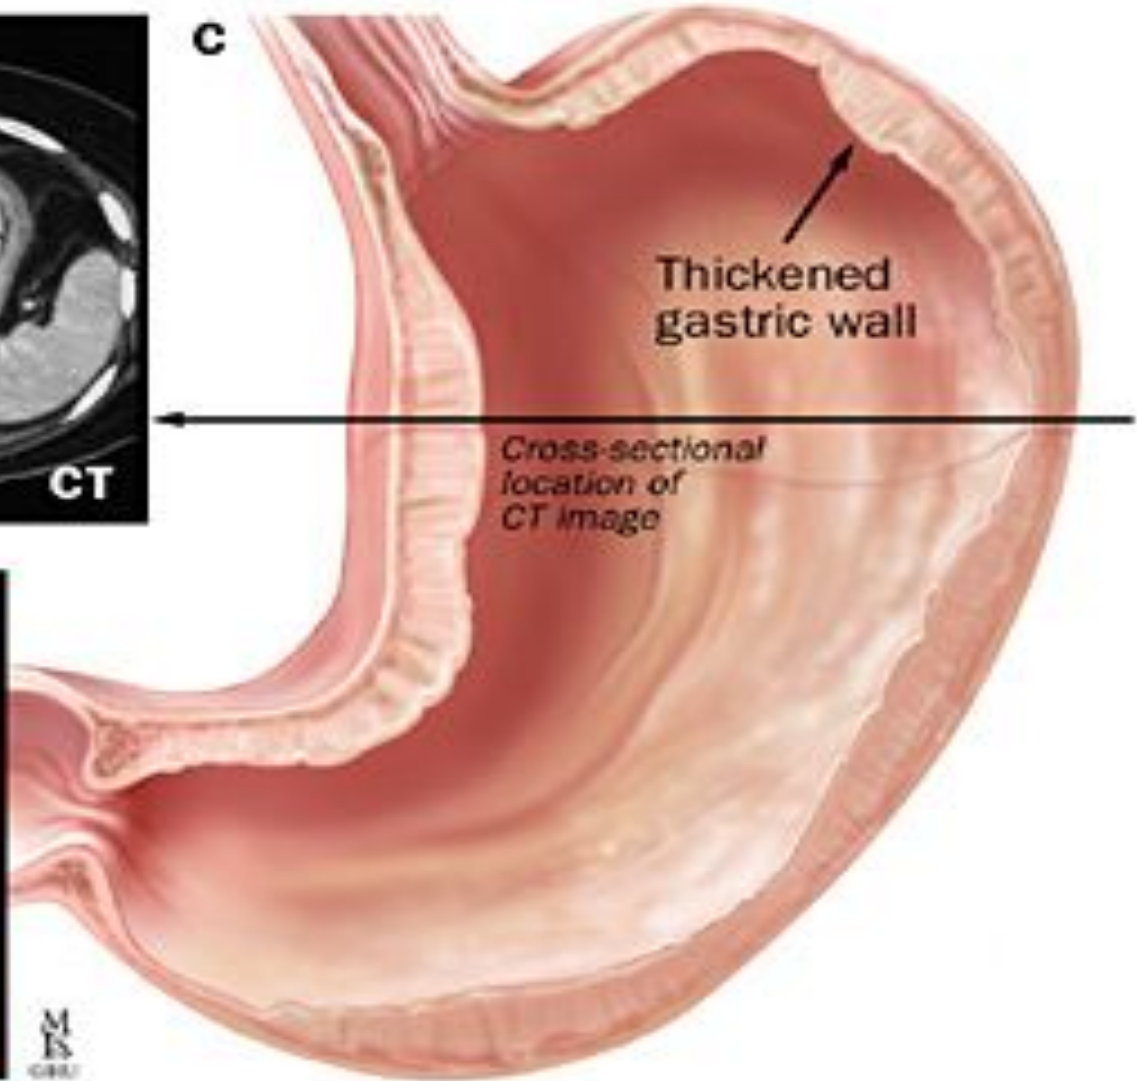 C
Thickened
gastric wall
Cross-sectional
location of
CT image
CT